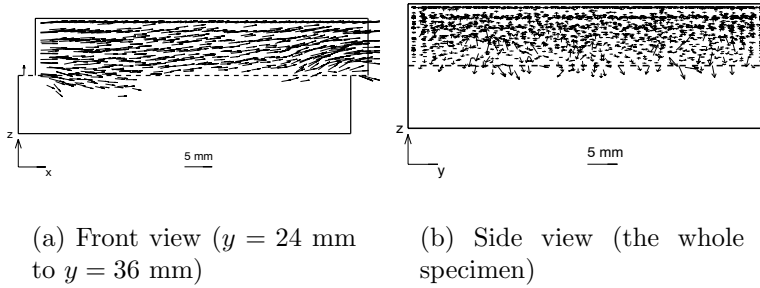 z
x
5 mm
z
y
5 mm
(a) Front view (y = 24 mm
to y = 36 mm)
(b) Side view (the whole
specimen)